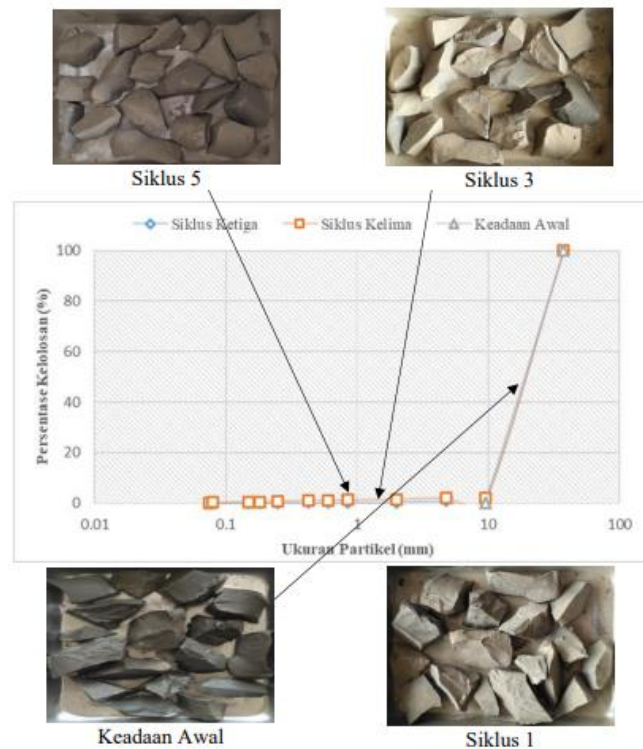 Siklus 5
Siklus 3
Siklus Ketiga
Siklus Kelima
Keadaan Awal
Persentase Kelolosan (%)
100
80
60
40
20
0
0.01
0.1
1
10
100
Ukuran Partikel (mm)
Keadaan Awal
Siklus 1